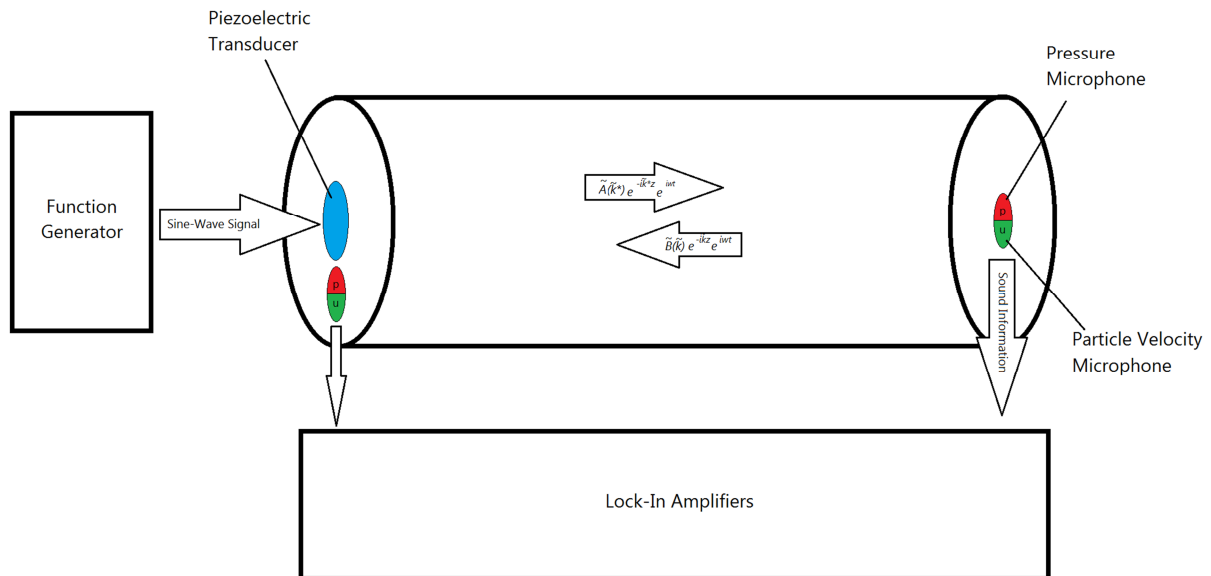 Piezoelectric
Transducer
Pressure
Microphone
Function
Generator
Sine-Wave Signal
Ã(k̃*) e^-ik̃*z e^iwt
B̃(k̃) e^-ikz e^iwt
p
u
p
u
Sound Information
Particle Velocity
Microphone
Lock-In Amplifiers